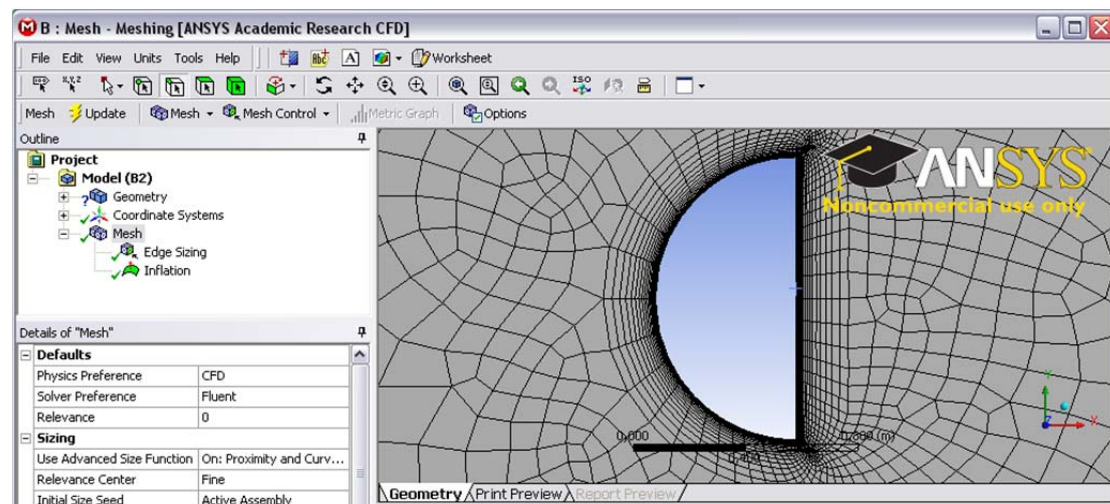 B : Mesh - Meshing [ANSYS Academic Research CFD]
File Edit View Units Tools Help Worksheet
Mesh Update Mesh Mesh Control Metric Graph Options
Outline
Project
Model (B2)
Geometry
Coordinate Systems
Mesh
Edge Sizing
Inflation
Details of "Mesh"
Defaults
Physics Preference CFD
Solver Preference Fluent
Relevance 0
Sizing
Use Advanced Size Function On: Proximity and Curv...
Relevance Center Fine
Initial Size Seed Active Assembly
ANSYS
Noncommercial use only
0.000
Y
X
Z
Geometry Print Preview Report Preview